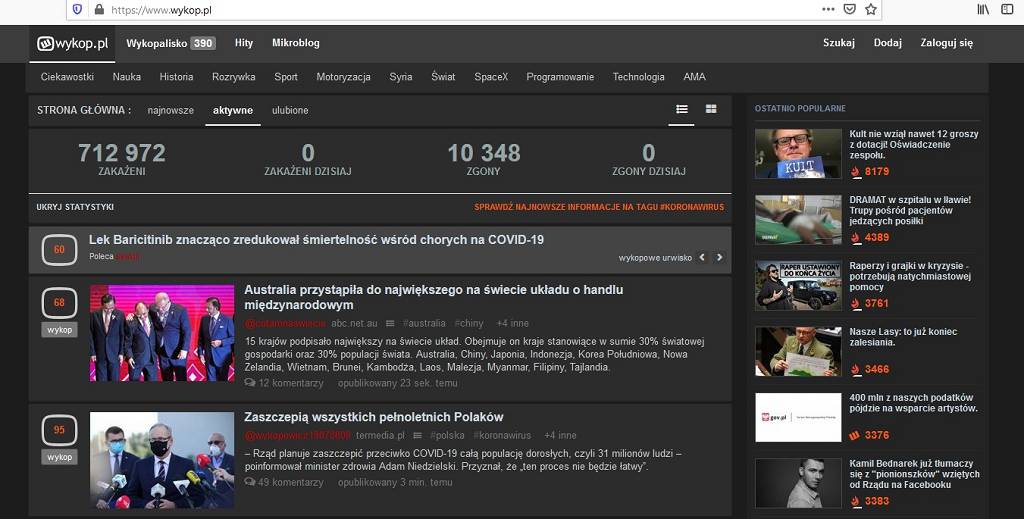 https://www.wykop.pl
wykop.pl Wykopalisko 390 Hity Mikroblog Szukaj Dodaj Zaloguj się
Ciekawostki Nauka Historia Rozrywka Sport Motoryzacja Syria Świat SpaceX Programowanie Technologia AMA
STRONA GŁÓWNA : najnowsze aktywne ulubione
712 972 0 10 348 0
ZAKAŻENI ZAKAŻENI DZISIAJ ZGONY ZGONY DZISIAJ
UKRYJ STATYSTYKI SPRAWDŹ NAJNOWSZE INFORMACJE NA TAGU #KORONAWIRUS
60
Lek Baricitinib znacząco zredukował śmiertelność wśród chorych na COVID-19
Poleca
wykopowe urwisko
68
wykop
Australia przystąpiła do największego na świecie układu o handlu
międzynarodowym
abc.net.au #australia #chiny +4 inne
15 krajów podpisało największy na świecie układ. Obejmuje on kraje stanowiące w sumie 30% światowej
gospodarki oraz 30% populacji świata. Australia, Chiny, Japonia, Indonezja, Korea Południowa, Nowa
Zelandia, Wietnam, Brunei, Kambodża, Laos, Malezja, Myanmar, Filipiny, Tajlandia.
12 komentarzy opublikowany 23 sek. temu
95
wykop
Zaszczepią wszystkich pełnoletnich Polaków
termedia.pl #polska #koronawirus +4 inne
– Rząd planuje zaszczepić przeciwko COVID-19 całą populację dorosłych, czyli 31 milionów ludzi –
poinformował minister zdrowia Adam Niedzielski. Przyznał, że „ten proces nie będzie łatwy”.
49 komentarzy opublikowany 3 min. temu
OSTATNIO POPULARNE
KULT
Kult nie wziął nawet 12 groszy
z dotacji! Oświadczenie
zespołu.
8179
DRAMAT w szpitalu w Iławie!
Trupy pośród pacjentów
jedzących posiłki
4389
RAPER USTAWIONY
DO KOŃCA ŻYCIA
Raperzy i grajki w kryzysie -
potrzebują natychmiastowej
pomocy
3761
Nasze Lasy: to już koniec
zalesiania.
3466
gov.pl
400 mln z naszych podatków
pójdzie na wsparcie artystów.
3376
Kamil Bednarek już tłumaczy
się z "pionionszków" wziętych
od Rządu na Facebooku
3383